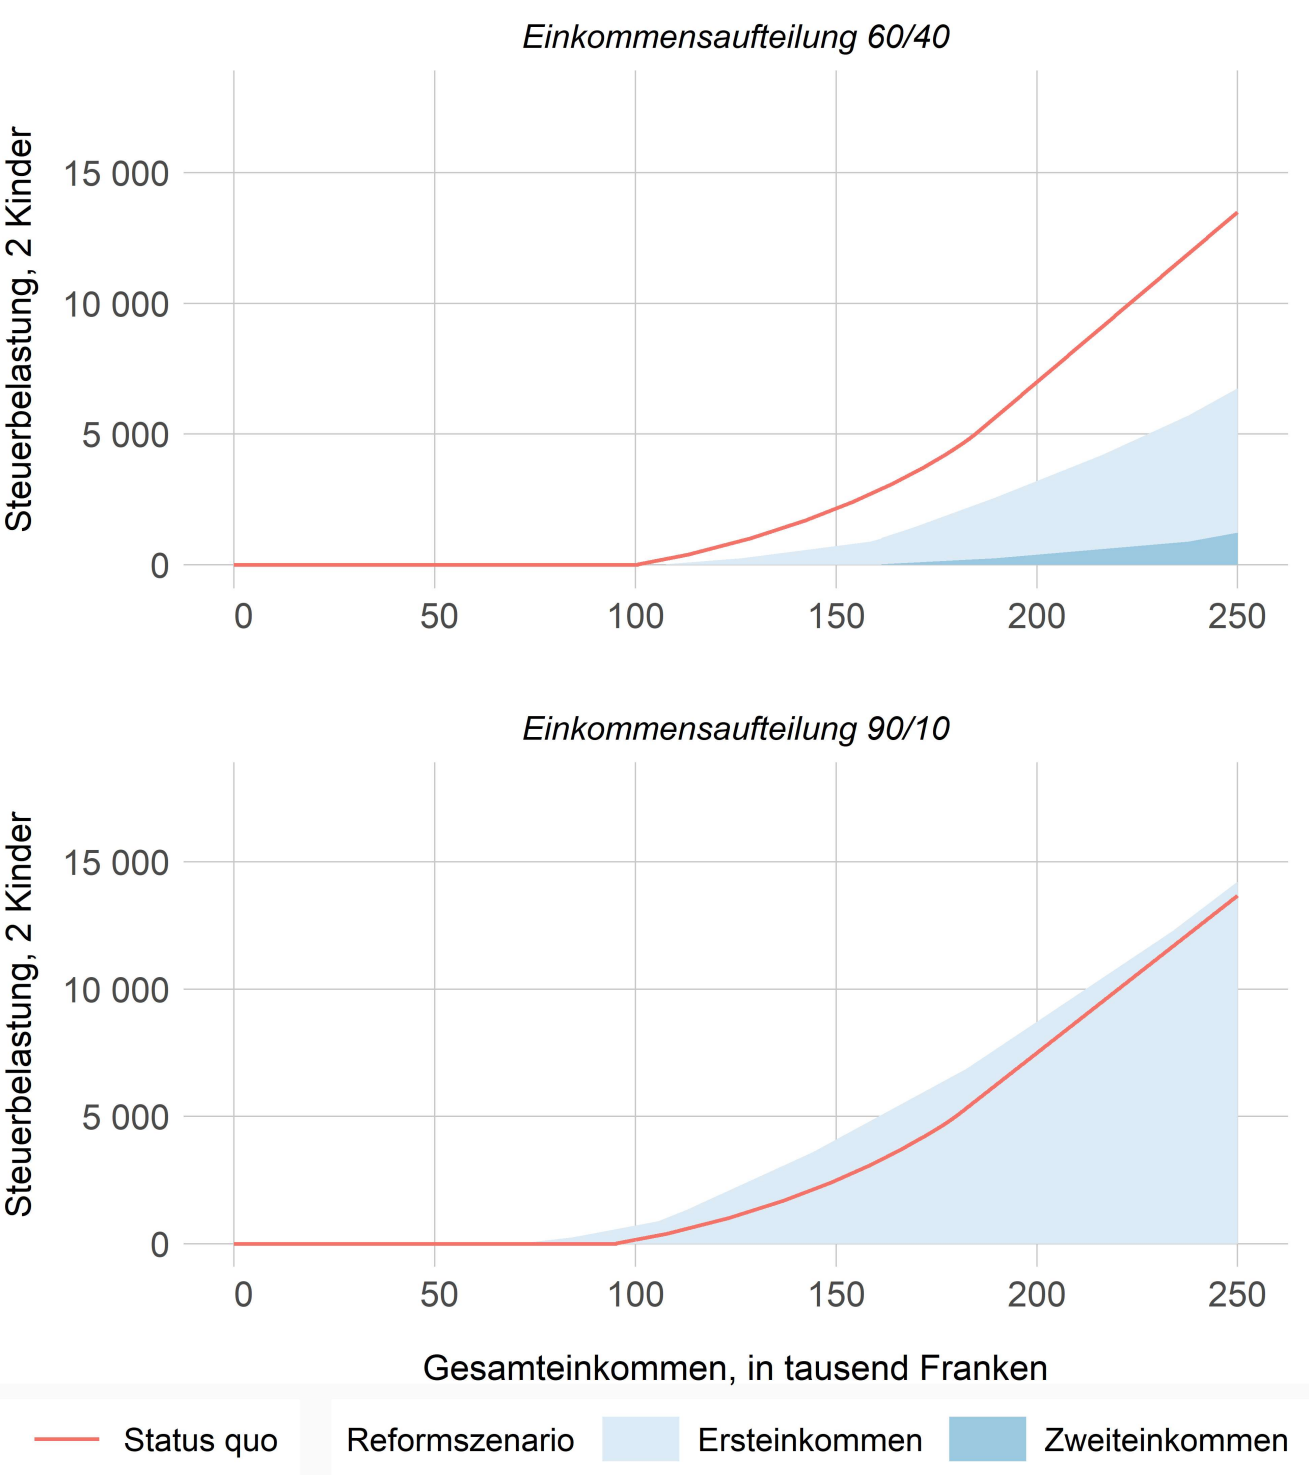 Einkommensaufteilung 60/40
Steuerbelastung, 2 Kinder
15 000
10 000
5 000
0
0 50 100 150 200 250
Einkommensaufteilung 90/10
Steuerbelastung, 2 Kinder
15 000
10 000
5 000
0
0 50 100 150 200 250
Gesamteinkommen, in tausend Franken
Status quo Reformszenario Ersteinkommen Zweiteinkommen